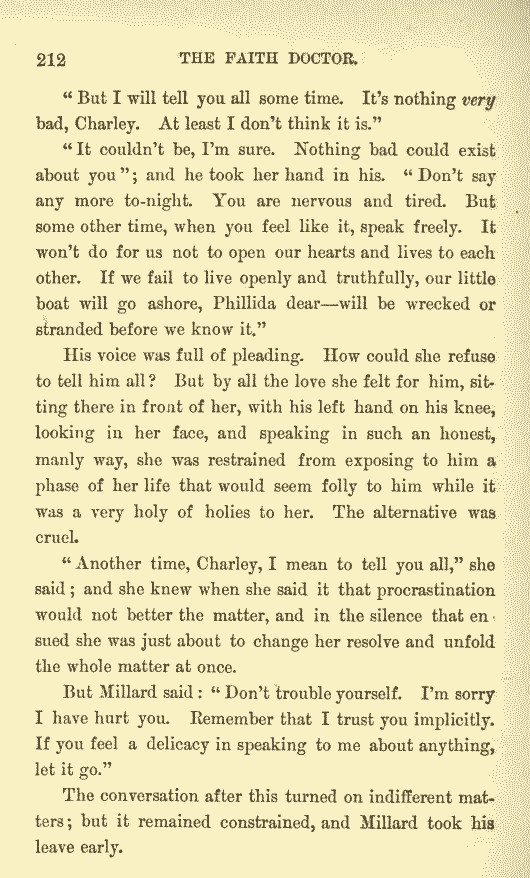 212 THE FAITH DOCTOR.
“ But I will tell you all some time. It's nothing very
bad, Charley. At least I don't think it is.”
“ It couldn't be, I'm sure. Nothing bad could exist
about you ” ; and he took her hand in his. “ Don't say
any more to-night. You are nervous and tired. But
some other time, when you feel like it, speak freely. It
won't do for us not to open our hearts and lives to each
other. If we fail to live openly and truthfully, our little
boat will go ashore, Phillida dear—will be wrecked or
stranded before we know it.”
His voice was full of pleading. How could she refuse
to tell him all ? But by all the love she felt for him, sit-
ting there in front of her, with his left hand on his knee,
looking in her face, and speaking in such an honest,
manly way, she was restrained from exposing to him a
phase of her life that would seem folly to him while it
was a very holy of holies to her. The alternative was
cruel.
“ Another time, Charley, I mean to tell you all,” she
said ; and she knew when she said it that procrastination
would not better the matter, and in the silence that en-
sued she was just about to change her resolve and unfold
the whole matter at once.
But Millard said : “ Don't trouble yourself. I'm sorry
I have hurt you. Remember that I trust you implicitly.
If you feel a delicacy in speaking to me about anything,
let it go.”
The conversation after this turned on indifferent mat-
ters ; but it remained constrained, and Millard took his
leave early.